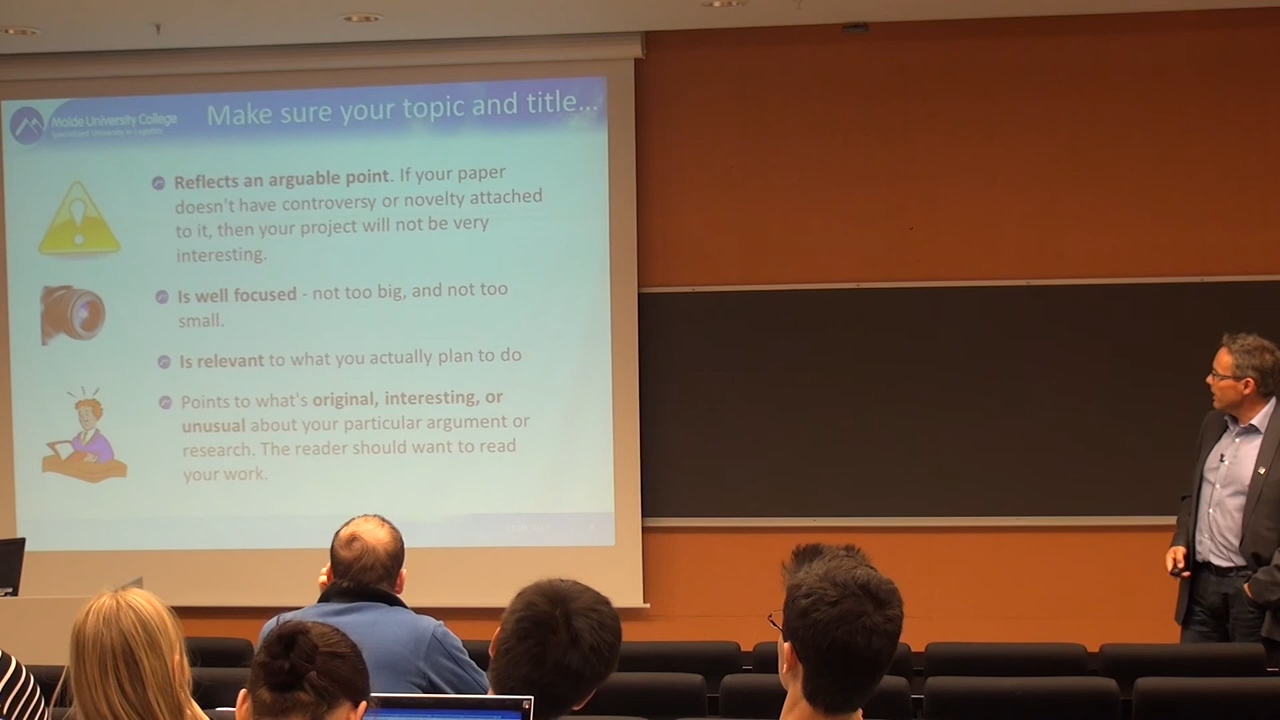 Molde University College
Specialized University in Logistics
Make sure your topic and title...
Reflects an arguable point. If your paper
doesn't have controversy or novelty attached
to it, then your project will not be very
interesting.
Is well focused - not too big, and not too
small.
Is relevant to what you actually plan to do
Points to what's original, interesting, or
unusual about your particular argument or
research. The reader should want to read
your work.